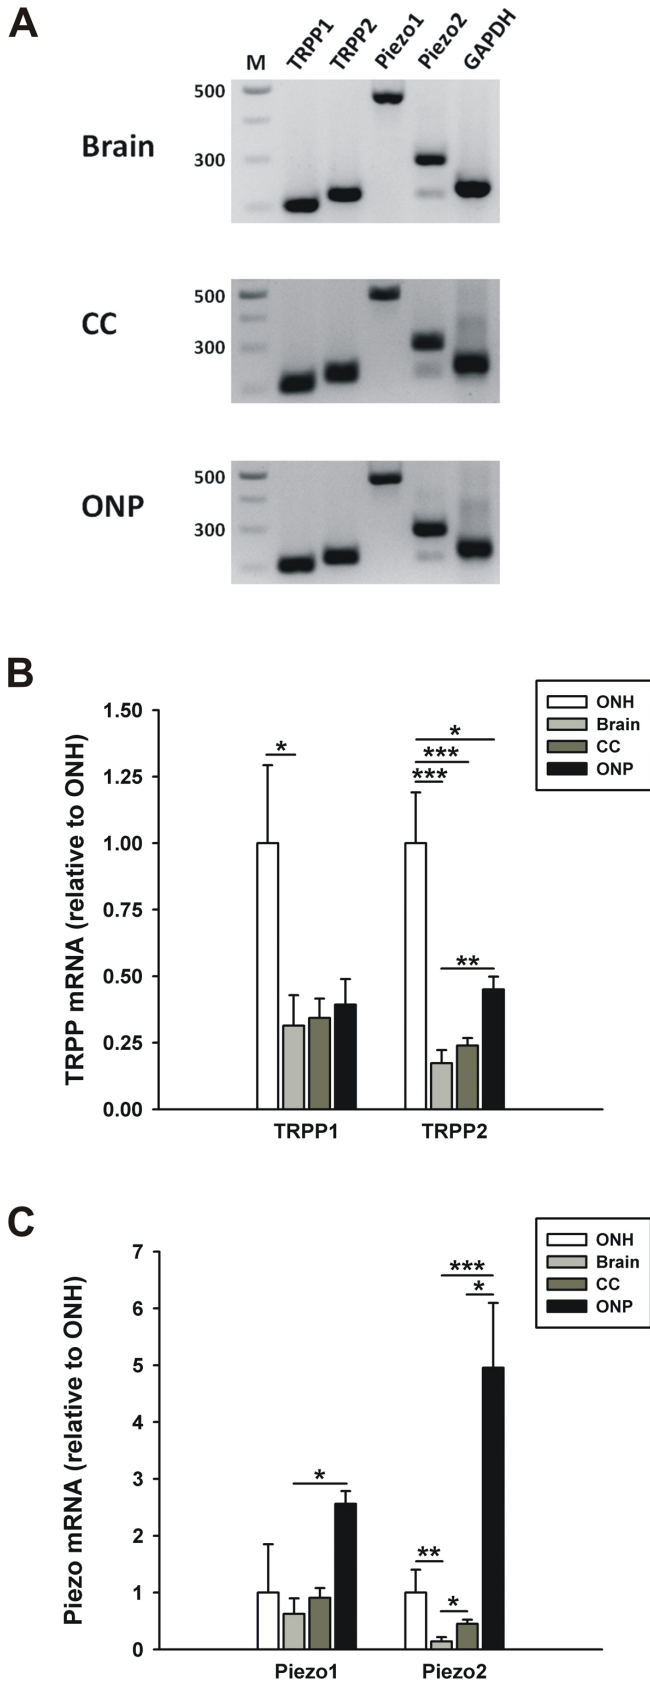 A
M TRPP1 TRPP2 Piezo1 Piezo2 GAPDH
500
Brain
300
500
CC
300
500
ONP
300
B
TRPP mRNA (relative to ONH)
1.50
1.25
1.00
0.75
0.50
0.25
0.00
* * *** *** **
ONH
Brain
CC
ONP
TRPP1 TRPP2
C
Piezo mRNA (relative to ONH)
7
6
5
4
3
2
1
0
* ** * *** *
ONH
Brain
CC
ONP
Piezo1 Piezo2